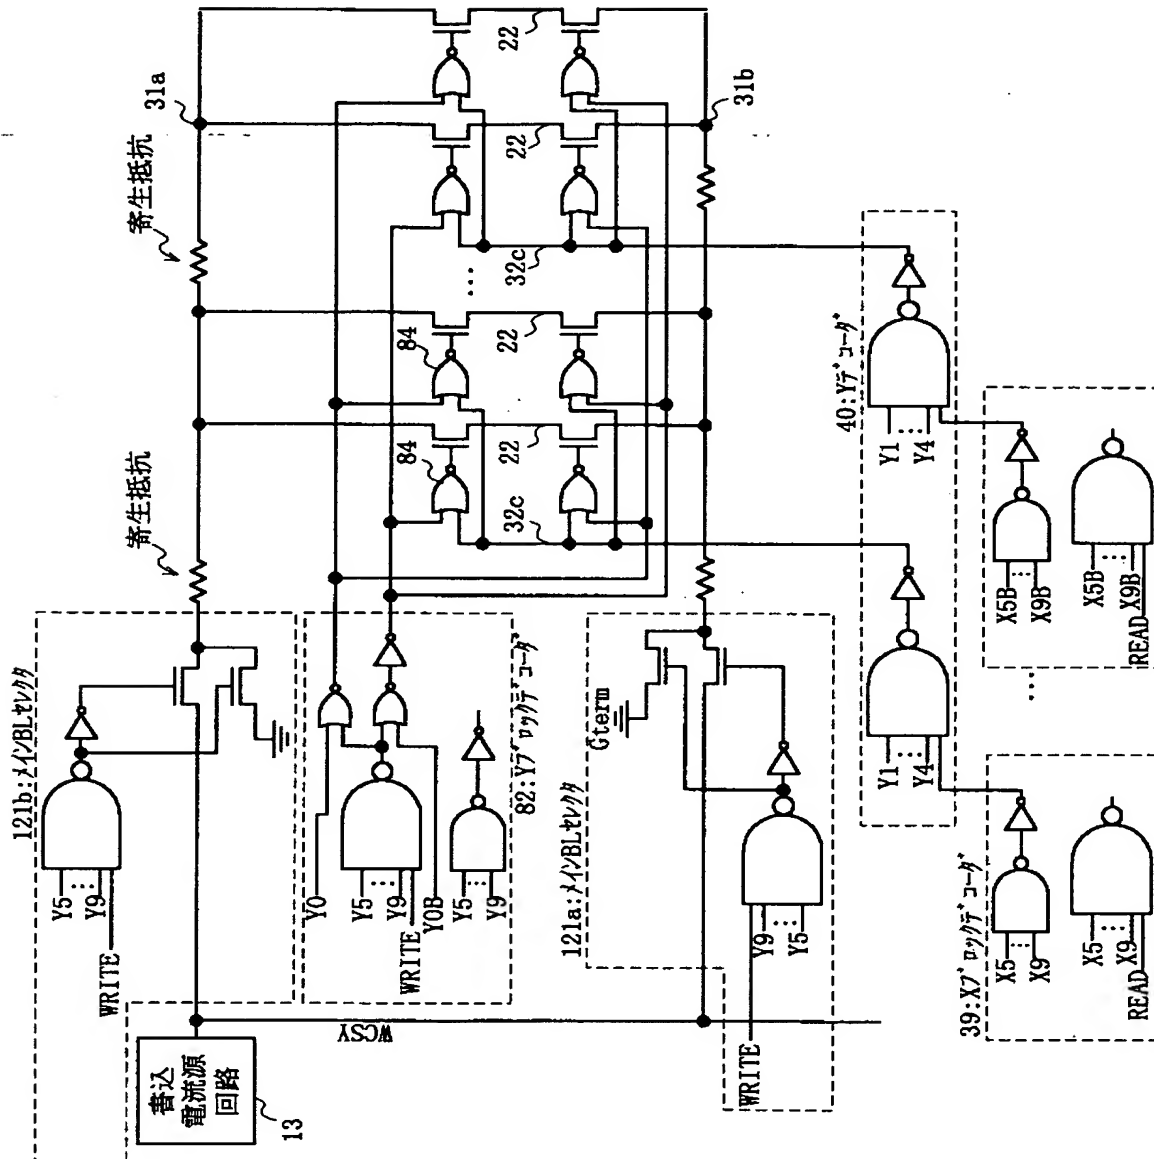 31a
22
22
31b
寄生抵抗
84
22
32c
寄生抵抗
84
22
32c
40:Yデコーダ
Y1
Y4
X5B
X9B
X5B
X9B
READ
121b:メインBLセレクタ
Y5
Y9
WRITE
Y0
Y5
Y9
WRITE
Y0B
Y5
Y9
82:Yブロックデコーダ
Gterm
121a:メインBLセレクタ
Y9
Y5
WRITE
Y1
Y4
39:Xブロックデコーダ
X5
X9
X5
X9
READ
WCSY
書込
電流源
回路
13